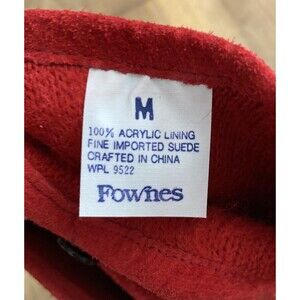 M
100% ACRYLIC LINING
FINE IMPORTED SUEDE
CRAFTED IN CHINA
WPL 9522
Fownes